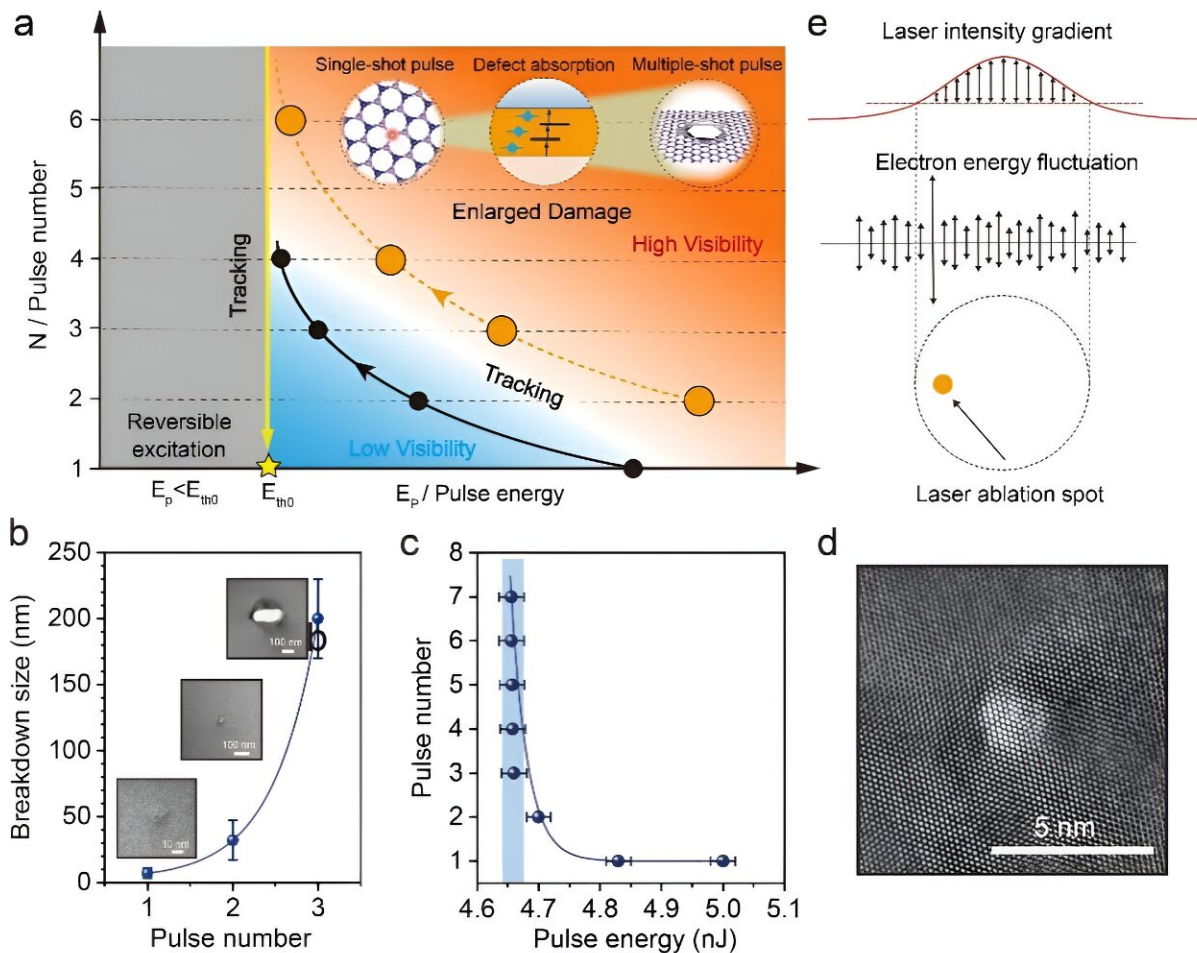 a
N / Pulse number
6
5
4
3
2
1
Single-shot pulse
Defect absorption
Multiple-shot pulse
Enlarged Damage
High Visibility
Tracking
Tracking
Reversible
excitation
Low Visibility
Ep<Eth0
Eth0
EP / Pulse energy
e
Laser intensity gradient
Electron energy fluctuation
Laser ablation spot
b
Breakdown size (nm)
250
200
150
100
50
0
100 nm
100 nm
10 nm
b
1
2
3
Pulse number
c
Pulse number
8
7
6
5
4
3
2
1
4.6
4.7
4.8
4.9
5.0
5.1
Pulse energy (nJ)
d
5 nm